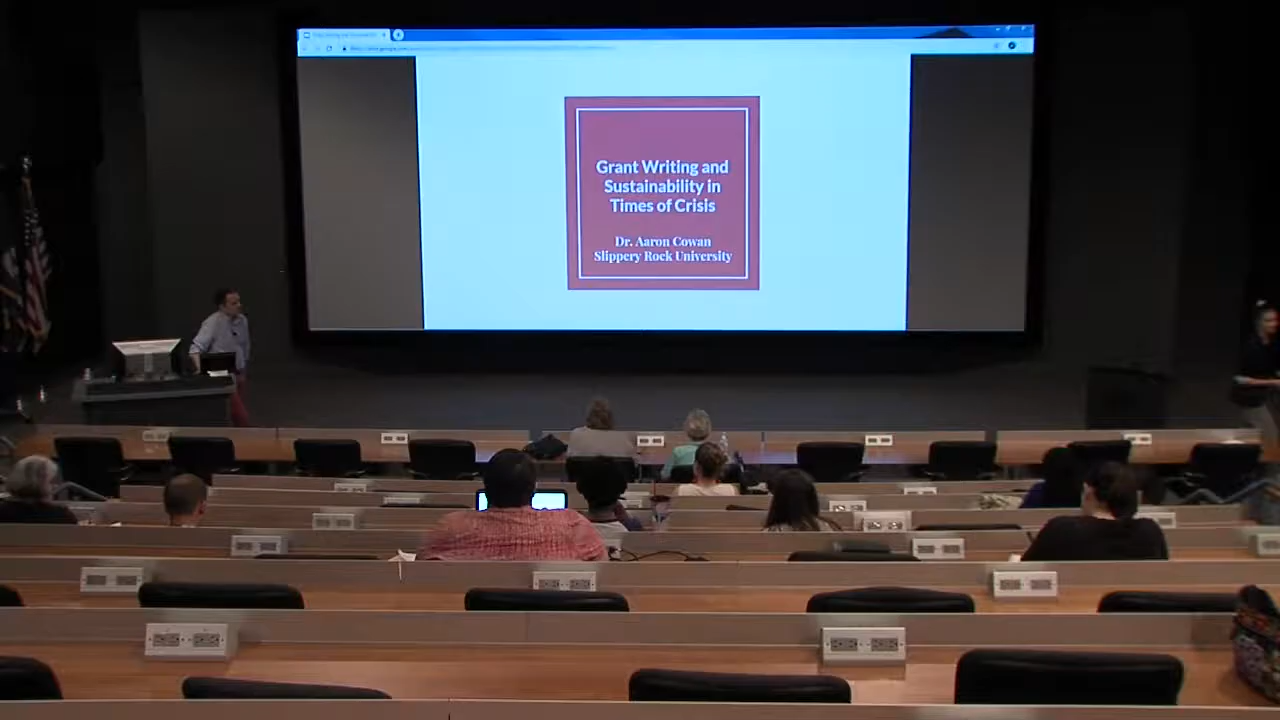 Grant Writing and
Sustainability in
Times of Crisis
Dr. Aaron Cowan
Slippery Rock University